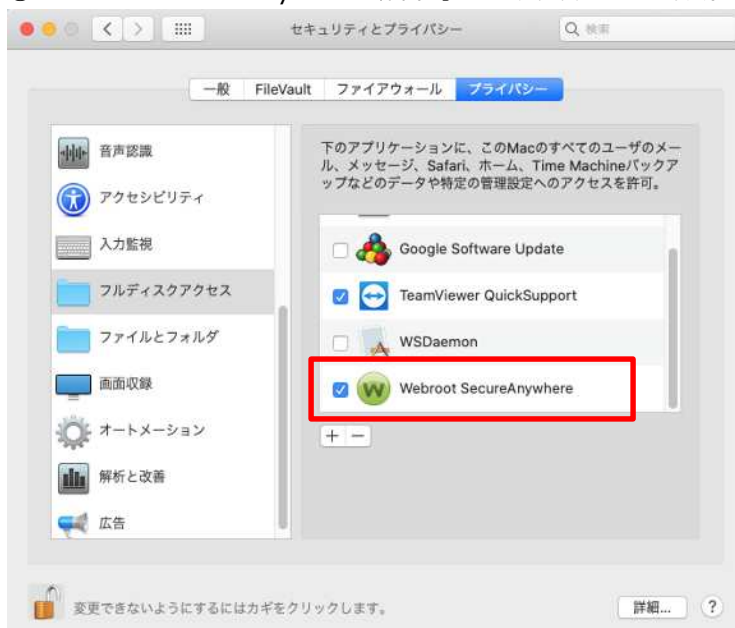 セキュリティとプライバシー
検索
一般 FileVault ファイアウォール プライバシー
音声認識
アクセシビリティ
入力監視
フルディスクアクセス
ファイルとフォルダ
画面収録
オートメーション
解析と改善
広告
下のアプリケーションに、このMacのすべてのユーザのメー
ル、メッセージ、Safari、ホーム、Time Machineバックア
ップなどのデータや特定の管理設定へのアクセスを許可。
Google Software Update
TeamViewer QuickSupport
WSDaemon
Webroot SecureAnywhere
変更できないようにするにはカギをクリックします。
詳細...
?